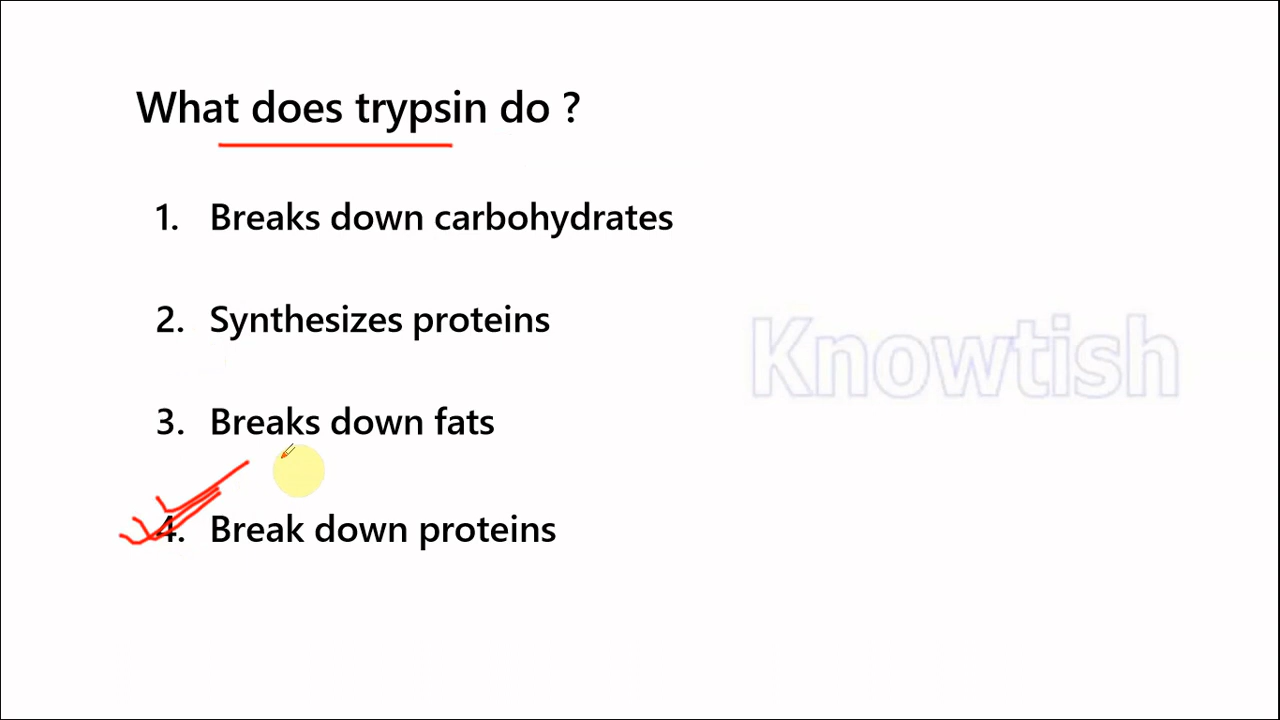 What does trypsin do ?
1. Breaks down carbohydrates
2. Synthesizes proteins
Knowtish
3. Breaks down fats
4. Break down proteins